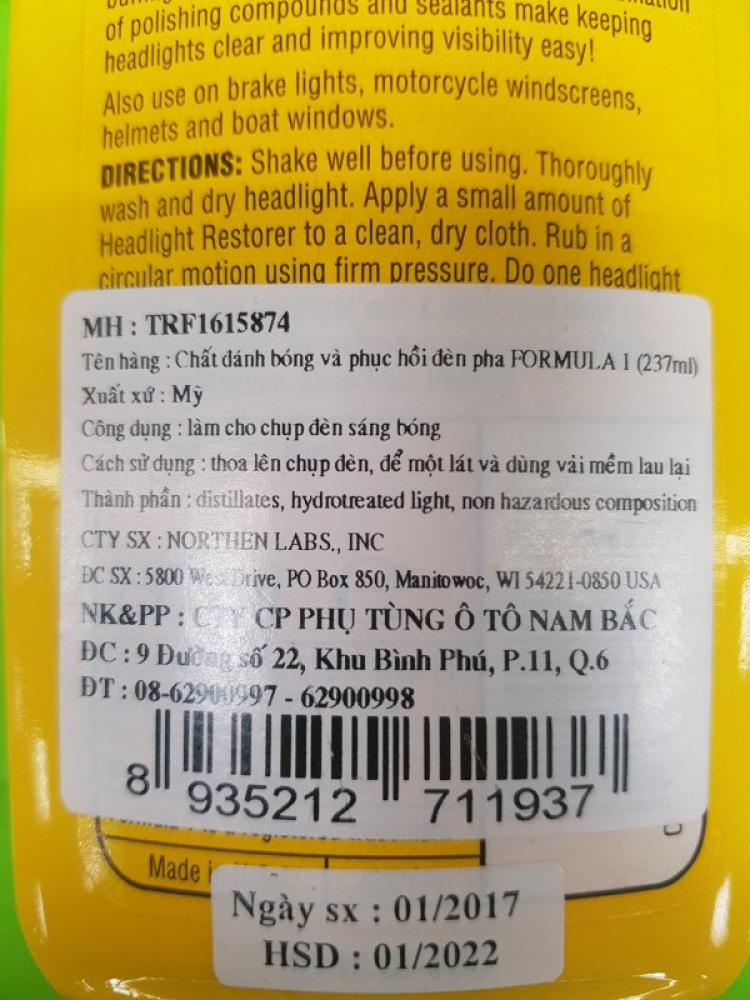 of polishing compounds and sealants make keeping
headlights clear and improving visibility easy!
Also use on brake lights, motorcycle windscreens,
helmets and boat windows.
DIRECTIONS: Shake well before using. Thoroughly
wash and dry headlight. Apply a small amount of
Headlight Restorer to a clean, dry cloth. Rub in a
circular motion using firm pressure. Do one headlight
MH : TRF1615874
Tên hàng : Chất đánh bóng và phục hồi đèn pha FORMULA 1 (237ml)
Xuất xứ : Mỹ
Công dụng : làm cho chụp đèn sáng bóng
Cách sử dụng : thoa lên chụp đèn, để một lát và dùng vải mềm lau lại
Thành phần : distillates, hydrotreated light, non hazardous composition
CTY SX : NORTHEN LABS., INC
ĐC SX : 5800 West Drive, PO Box 850, Manitowoc, WI 54221-0850 USA
NK&PP : CTY CP PHỤ TÙNG Ô TÔ NAM BẮC
ĐC : 9 Đường số 22, Khu Bình Phú, P.11, Q.6
ĐT : 08-62900997 - 62900998
8 935212 711937
Made
Ngày sx : 01/2017
HSD : 01/2022